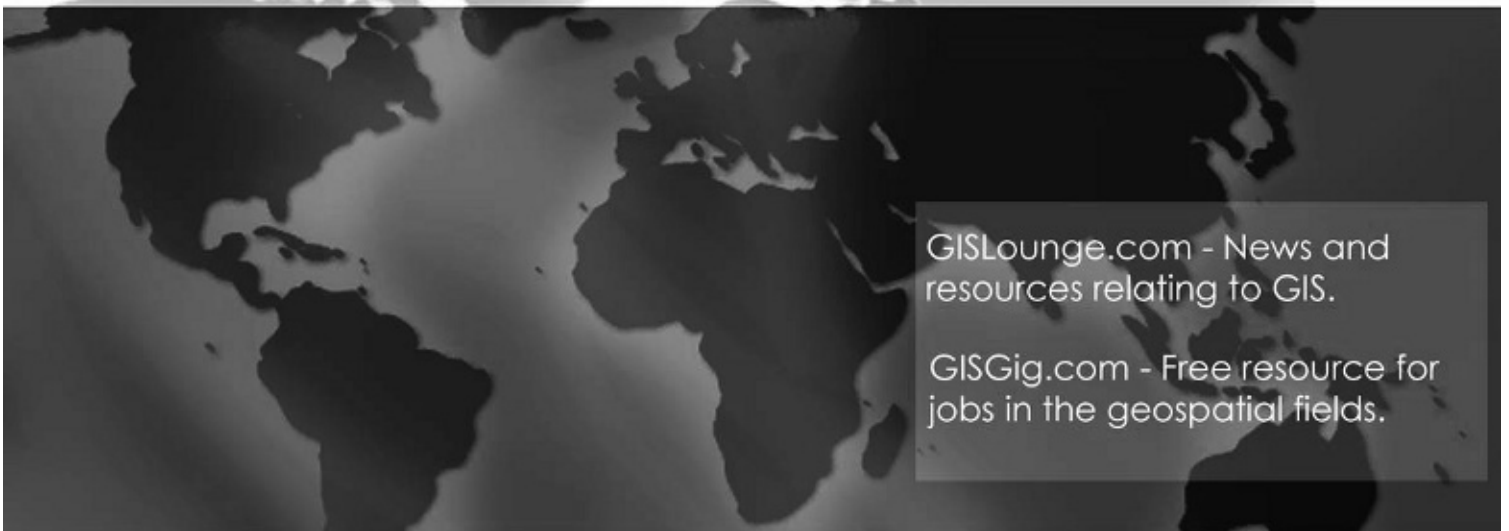 GISLounge.com - News and
resources relating to GIS.
GISGig.com - Free resource for
jobs in the geospatial fields.